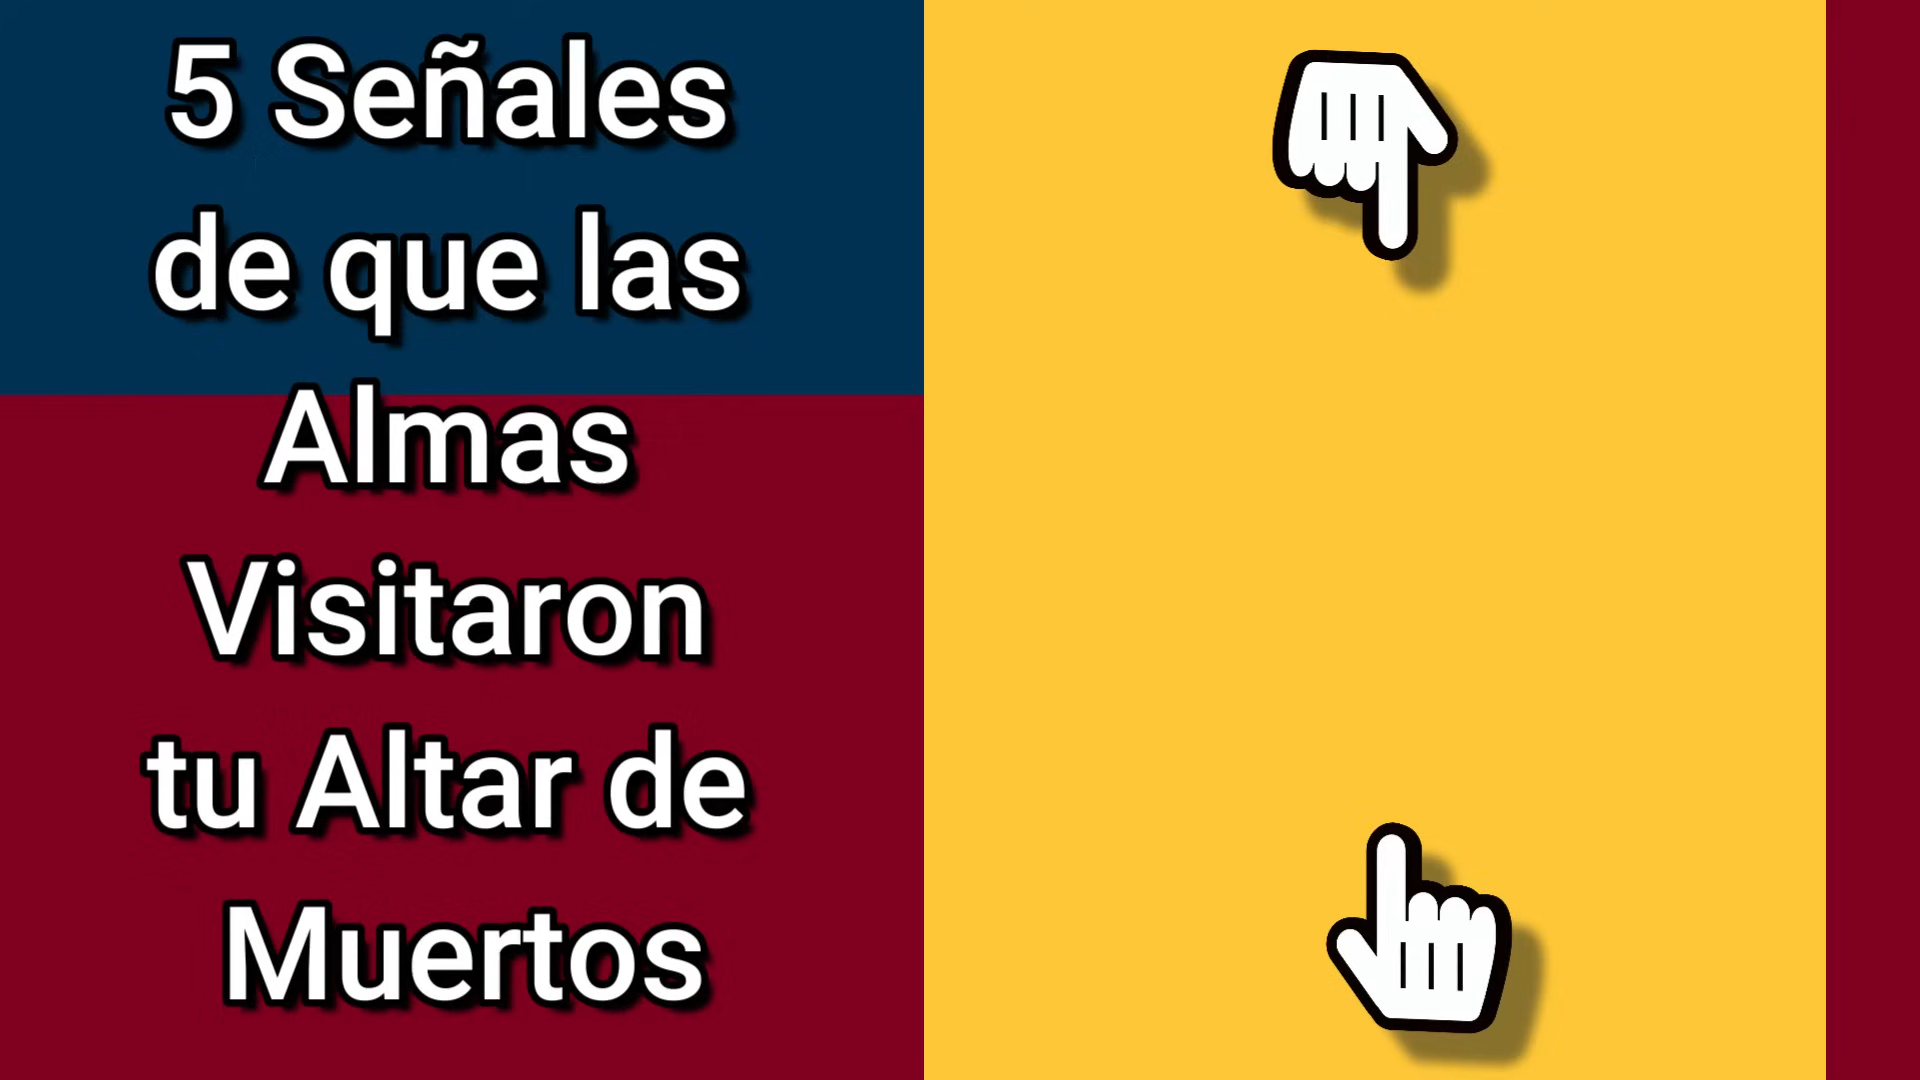 5 Señales
de que las
Almas
Visitaron
tu Altar de
Muertos